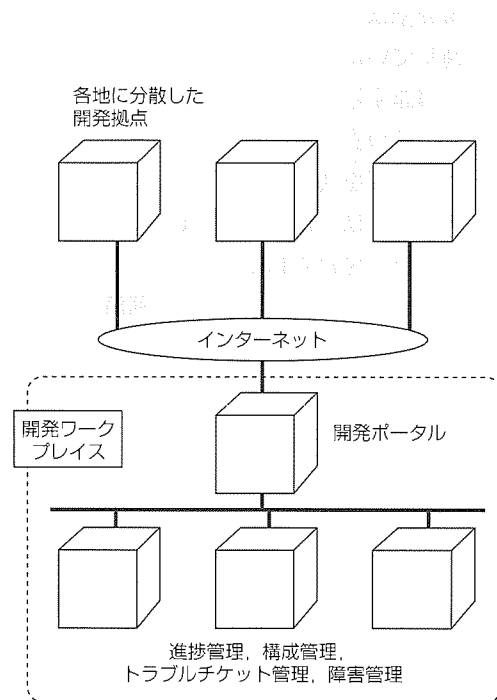 各地に分散した
開発拠点
インターネット
開発ワーク
プレイス
開発ポータル
進捗管理，構成管理，
トラブルチケット管理，障害管理